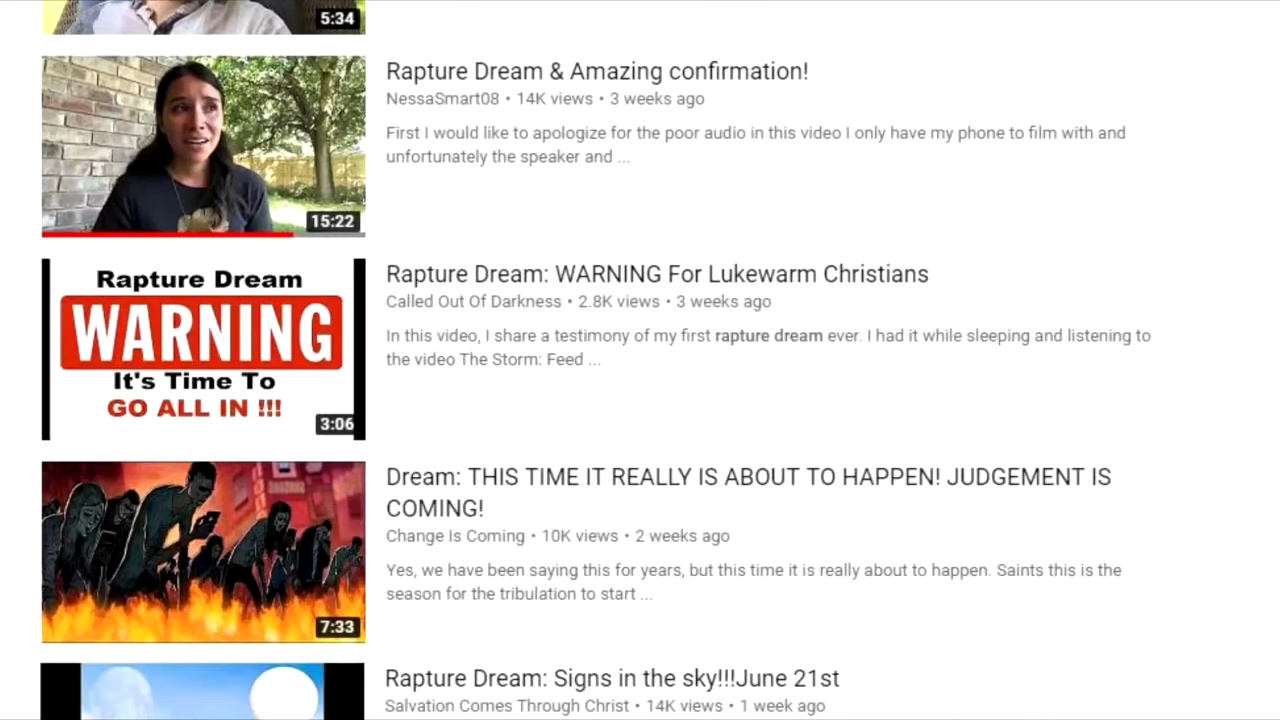 5:34
Rapture Dream & Amazing confirmation!
NessaSmart08 • 14K views • 3 weeks ago
First I would like to apologize for the poor audio in this video I only have my phone to film with and
unfortunately the speaker and ...
15:22
Rapture Dream
WARNING
It's Time To
GO ALL IN !!!
3:06
Rapture Dream: WARNING For Lukewarm Christians
Called Out Of Darkness • 2.8K views • 3 weeks ago
In this video, I share a testimony of my first rapture dream ever. I had it while sleeping and listening to
the video The Storm: Feed ...
7:33
Dream: THIS TIME IT REALLY IS ABOUT TO HAPPEN! JUDGEMENT IS
COMING!
Change Is Coming • 10K views • 2 weeks ago
Yes, we have been saying this for years, but this time it is really about to happen. Saints this is the
season for the tribulation to start ...
Rapture Dream: Signs in the sky!!!June 21st
Salvation Comes Through Christ • 14K views • 1 week ago